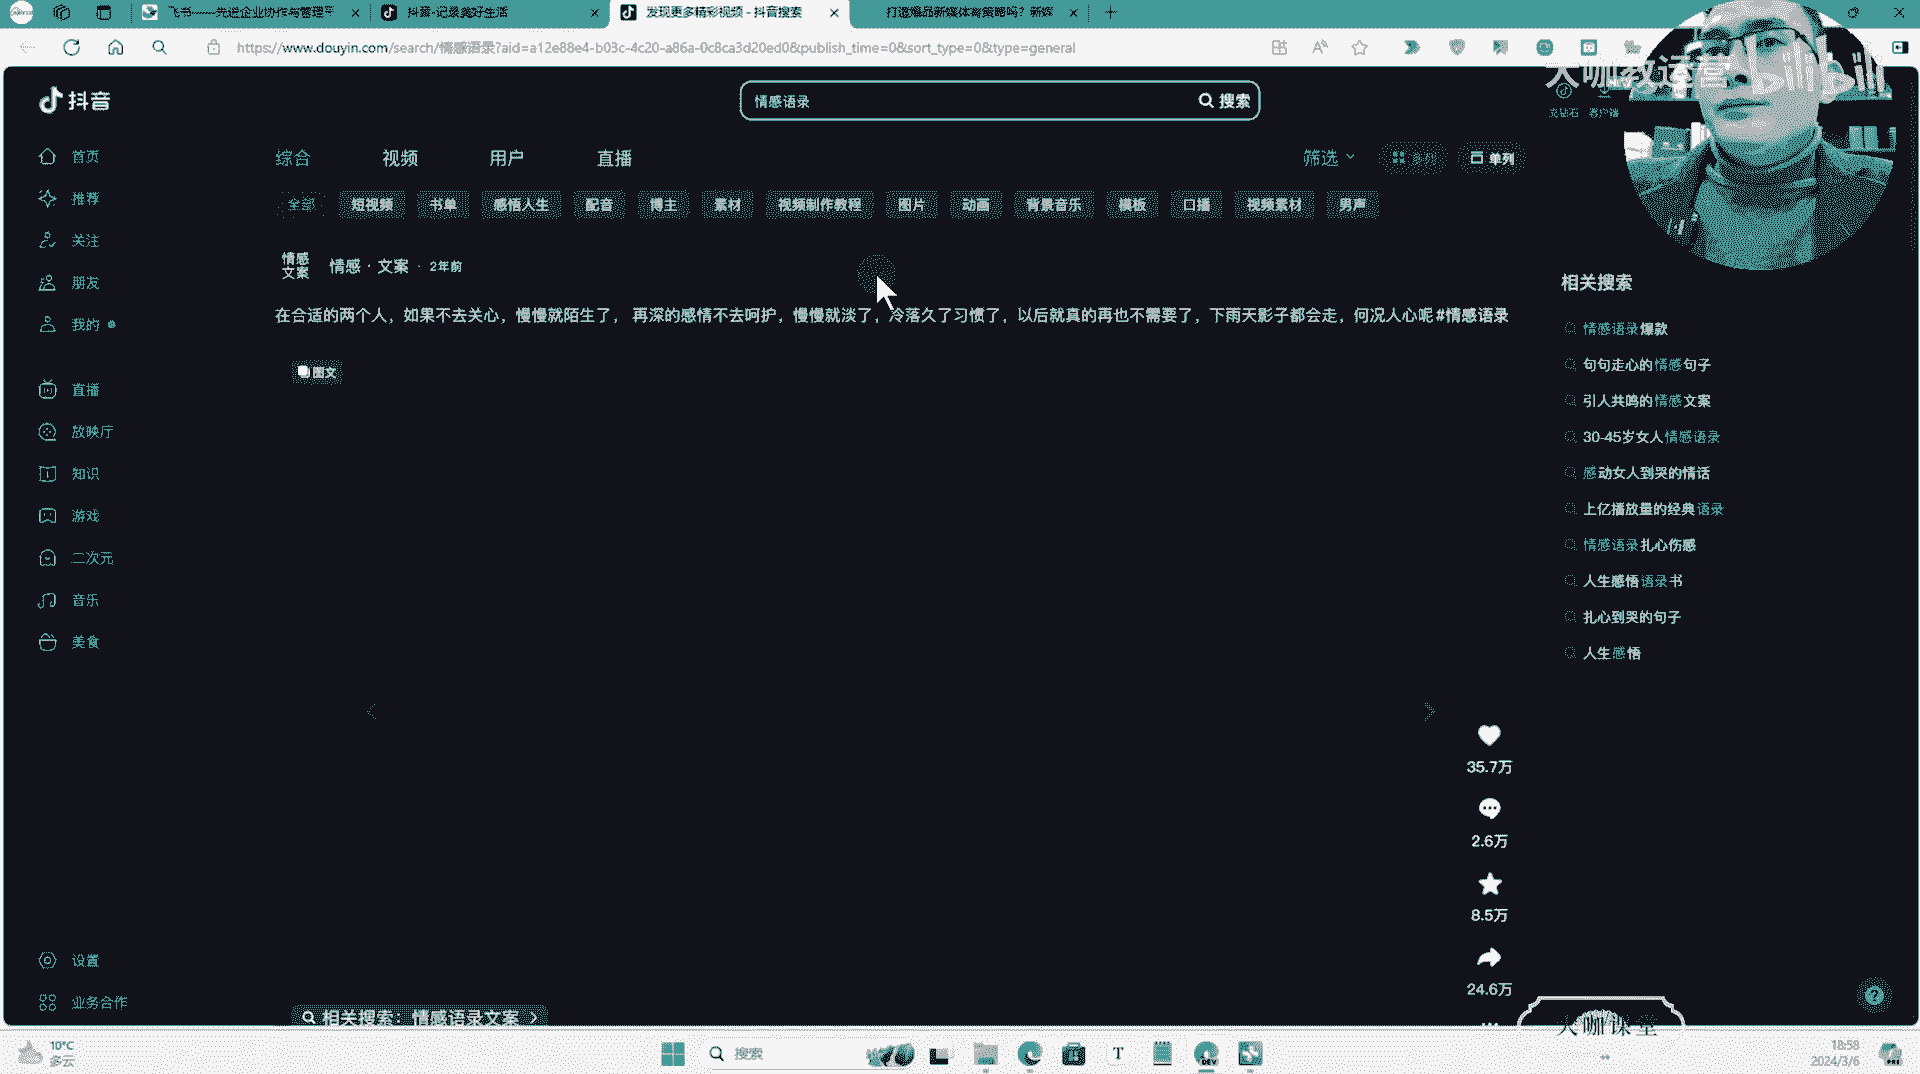 飞书——先进企业协作与管理平
抖音-记录美好生活
发现更多精彩视频 - 抖音搜索
打造爆品新媒体有策略吗？新媒
https://www.douyin.com/search/情感语录?aid=a12e88e4-b03c-4c20-a86a-0c8ca3d20ed0&publish_time=0&sort_type=0&type=general
大咖教运营
bilibili
抖音
情感语录
搜索
充钻石
客户端
首页
推荐
关注
朋友
我的
直播
放映厅
知识
游戏
二次元
音乐
美食
设置
业务合作
综合 视频 用户 直播
筛选
多列
单列
全部 短视频 书单 感悟人生 配音 博主 素材 视频制作教程 图片 动画 背景音乐 模板 口播 视频素材 男声
情感
文案
情感·文案 · 2年前
在合适的两个人，如果不去关心，慢慢就陌生了， 再深的感情不去呵护，慢慢就淡了，冷落久了习惯了，以后就真的再也不需要了，下雨天影子都会走，何况人心呢#情感语录
图文
35.7万
2.6万
8.5万
24.6万
相关搜索：情感语录文案
相关搜索
情感语录爆款
句句走心的情感句子
引人共鸣的情感文案
30-45岁女人情感语录
感动女人到哭的情话
上亿播放量的经典语录
情感语录扎心伤感
人生感悟语录书
扎心到哭的句子
人生感悟
大咖课堂
10°C
多云
搜索
18:58
2024/3/6